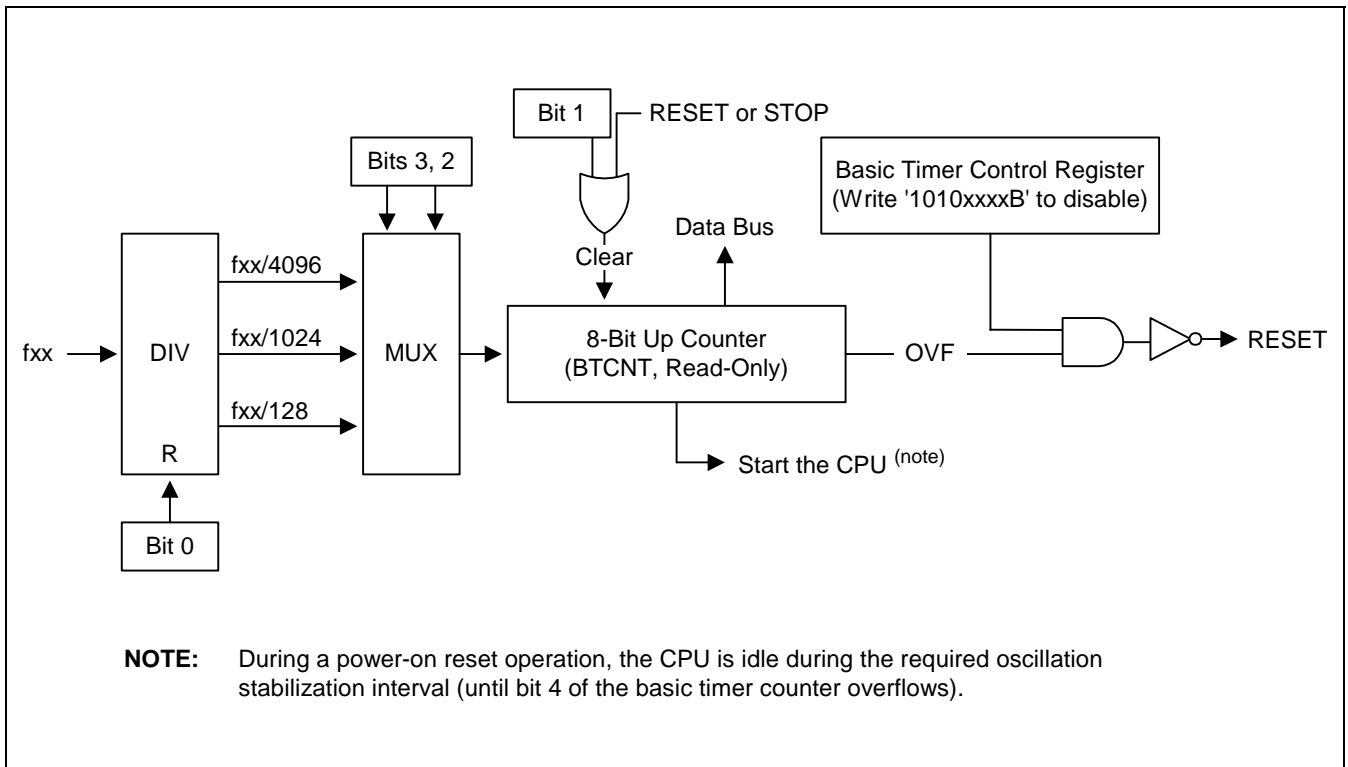 Bit 1
RESET or STOP
Bits 3, 2
Basic Timer Control Register
(Write '1010xxxxB' to disable)
Data Bus
Clear
fxx/4096
fxx
DIV
fxx/1024
MUX
8-Bit Up Counter
(BTCNT, Read-Only)
OVF
RESET
fxx/128
R
Start the CPU (note)
Bit 0
NOTE: During a power-on reset operation, the CPU is idle during the required oscillation
stabilization interval (until bit 4 of the basic timer counter overflows).